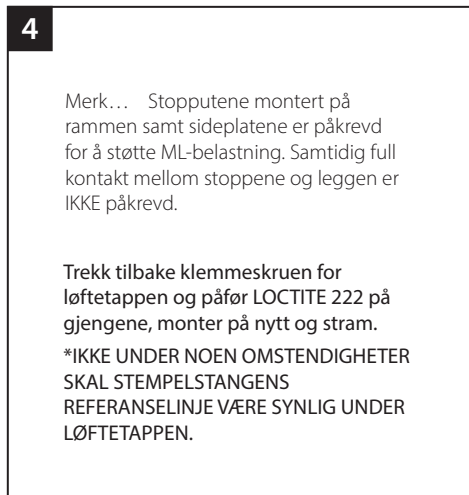 4
Merk… Stopputene montert på
rammen samt sideplatene er påkrevd
for å støtte ML-belastning. Samtidig full
kontakt mellom stoppene og leggen er
IKKE påkrevd.
Trekk tilbake klemmeskruen for
løftetappen og påfør LOCTITE 222 på
gjengene, monter på nytt og stram.
*IKKE UNDER NOEN OMSTENDIGHETER
SKAL STEMPELSTANGENS
REFERANSELINJE VÆRE SYNLIG UNDER
LØFTETAPPEN.